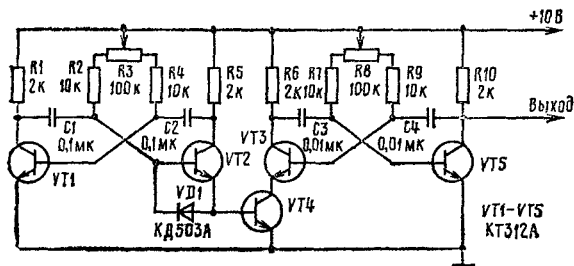 +10В
R1
2к
R2
10к
R3
100к
R4
10к
R5
2к
R6
2к
R7
10к
R8
100к
R9
10к
R10
2к
Выход
C1
0,1мк
C2
0,1мк
C3
0,01мк
C4
0,01мк
VT1
VT2
VT3
VT4
VT5
VD1
КД503А
VT1-VT5
КТ312А